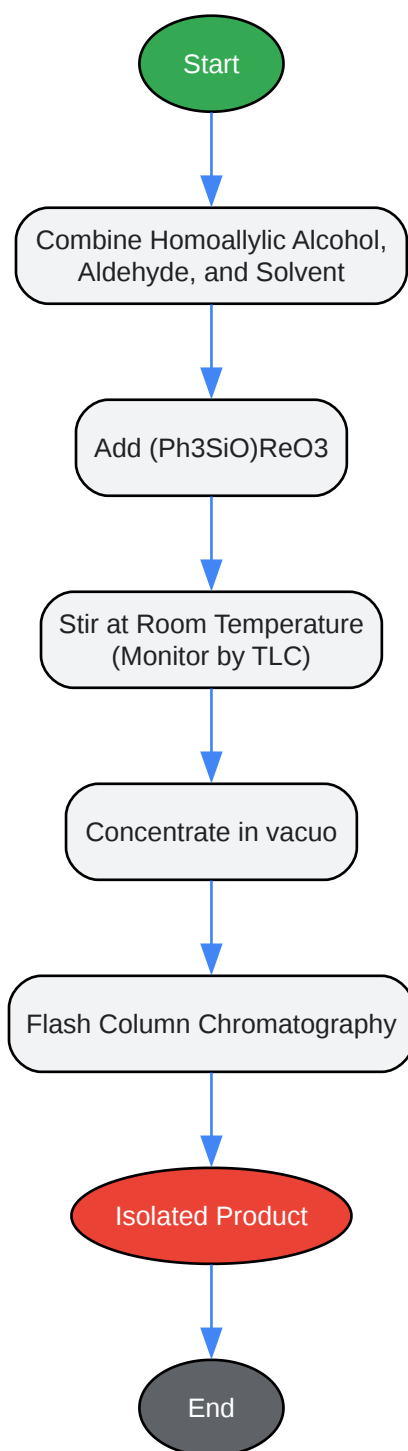 Start
Combine Homoallylic Alcohol,
Aldehyde, and Solvent
Add (Ph3SiO)ReO3
Stir at Room Temperature
(Monitor by TLC)
Concentrate in vacuo
Flash Column Chromatography
Isolated Product
End